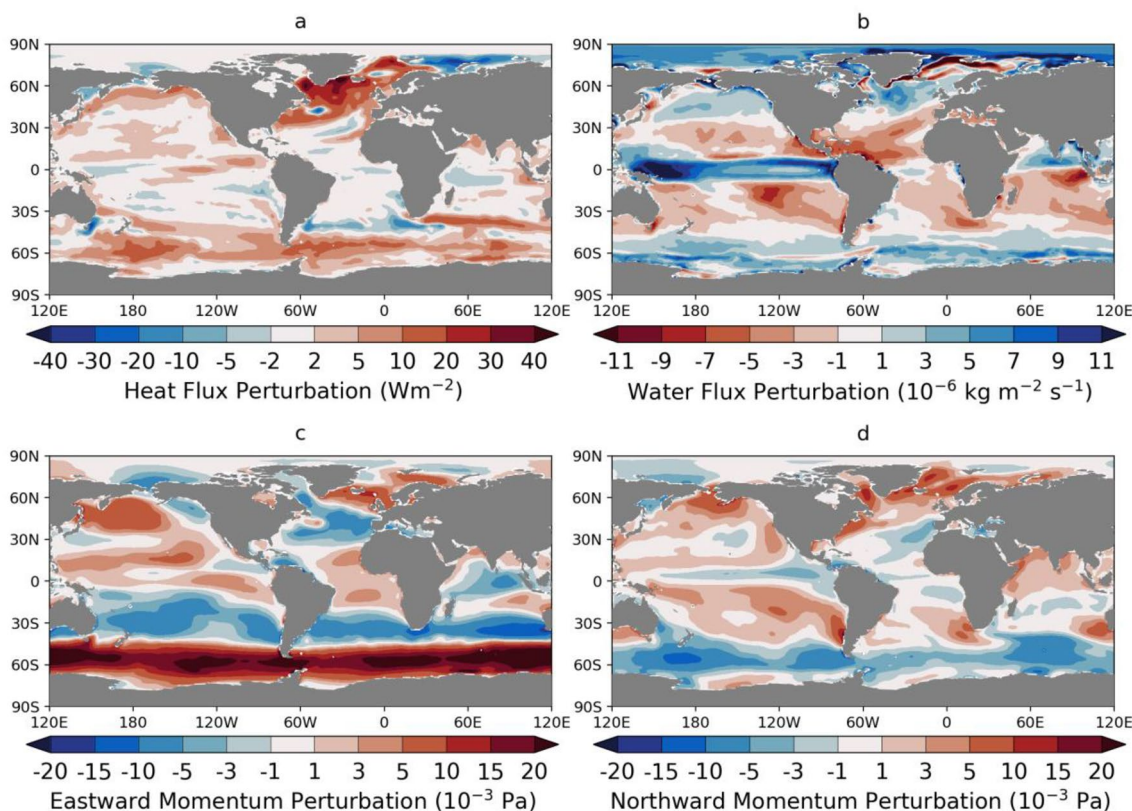 a
b
90N
60N
30N
0
30S
60S
90S
120E 180 120W 60W 0 60E 120E
90N
60N
30N
0
30S
60S
90S
120E 180 120W 60W 0 60E 120E
-40 -30 -20 -10 -5 -2 2 5 10 20 30 40
Heat Flux Perturbation (Wm⁻²)
-11 -9 -7 -5 -3 -1 1 3 5 7 9 11
Water Flux Perturbation (10⁻⁶ kg m⁻² s⁻¹)
c
d
90N
60N
30N
0
30S
60S
90S
120E 180 120W 60W 0 60E 120E
90N
60N
30N
0
30S
60S
90S
120E 180 120W 60W 0 60E 120E
-20 -15 -10 -5 -3 -1 1 3 5 10 15 20
Eastward Momentum Perturbation (10⁻³ Pa)
-20 -15 -10 -5 -3 -1 1 3 5 10 15 20
Northward Momentum Perturbation (10⁻³ Pa)